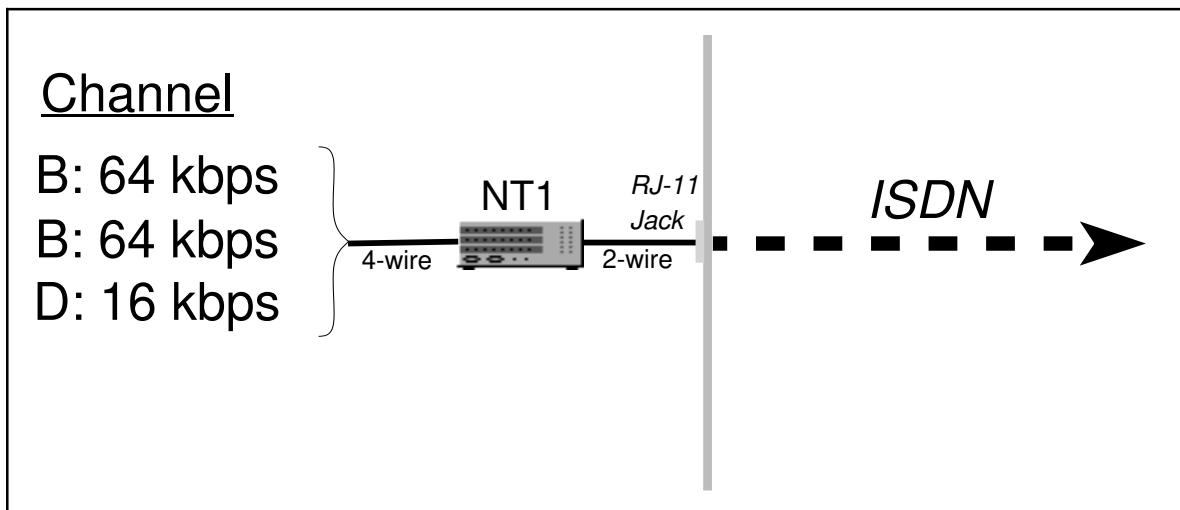 Channel
B: 64 kbps
B: 64 kbps
D: 16 kbps
4-wire
NT1
2-wire
RJ-11
Jack
ISDN